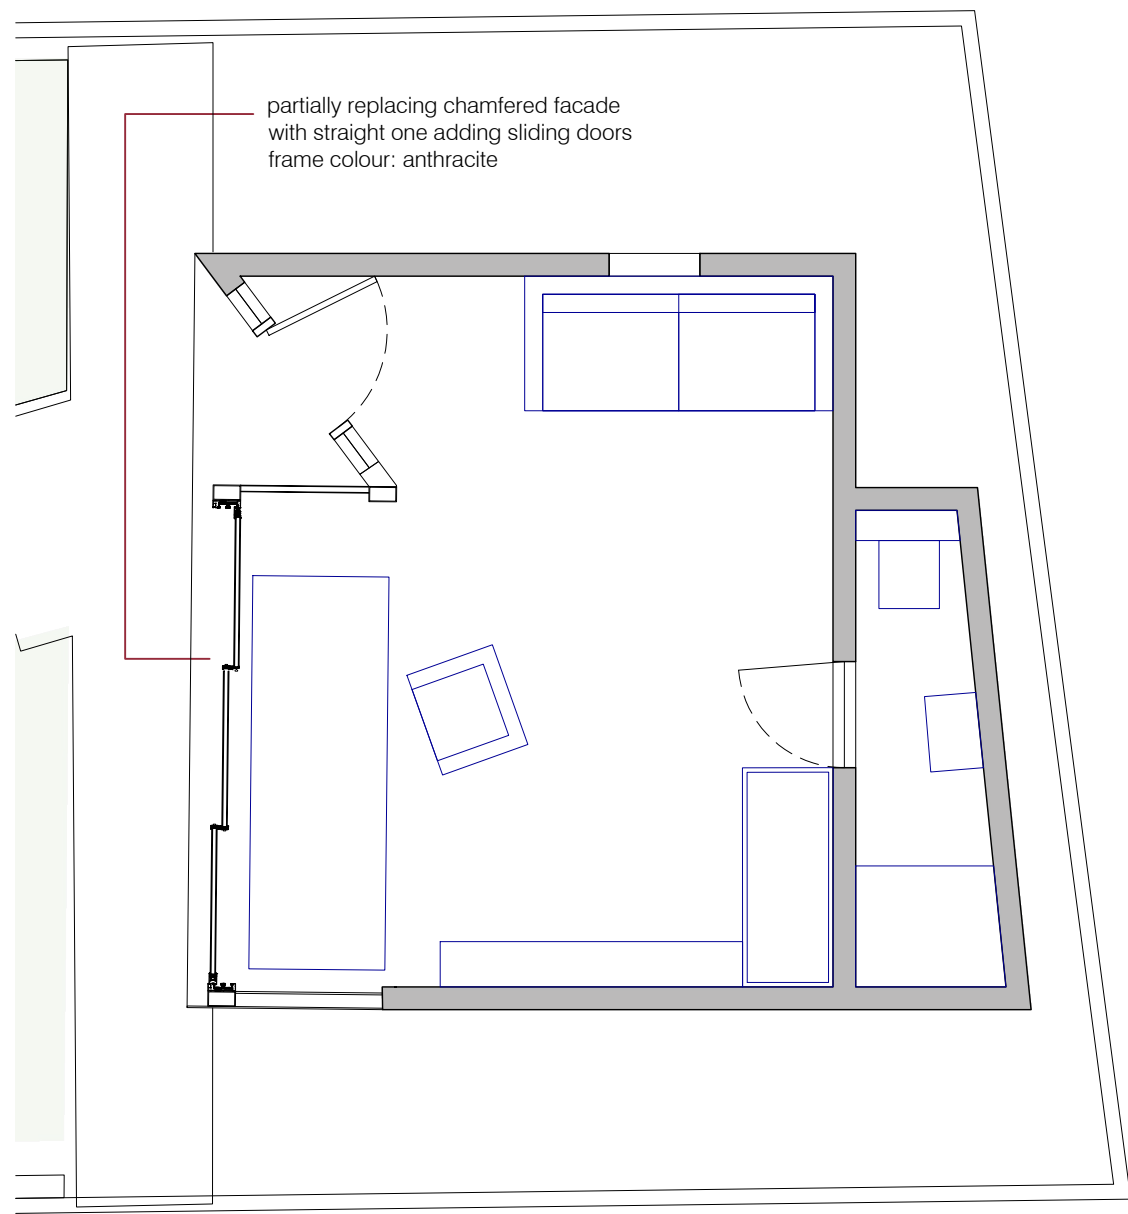 partially replacing chamfered facade
with straight one adding sliding doors
frame colour: anthracite